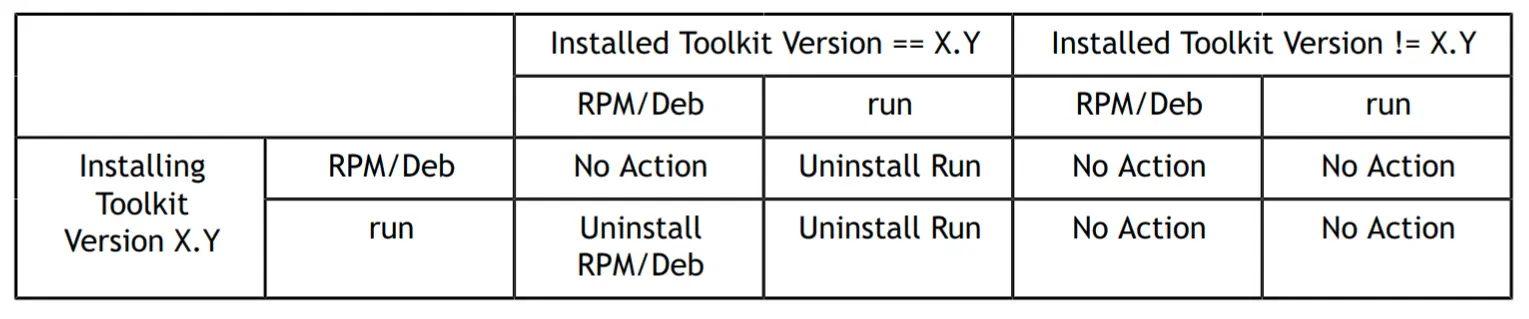 Installed Toolkit Version == X.Y
Installed Toolkit Version != X.Y
RPM/Deb
run
RPM/Deb
run
Installing
Toolkit
Version X.Y
RPM/Deb
No Action
Uninstall Run
No Action
No Action
run
Uninstall
RPM/Deb
Uninstall Run
No Action
No Action